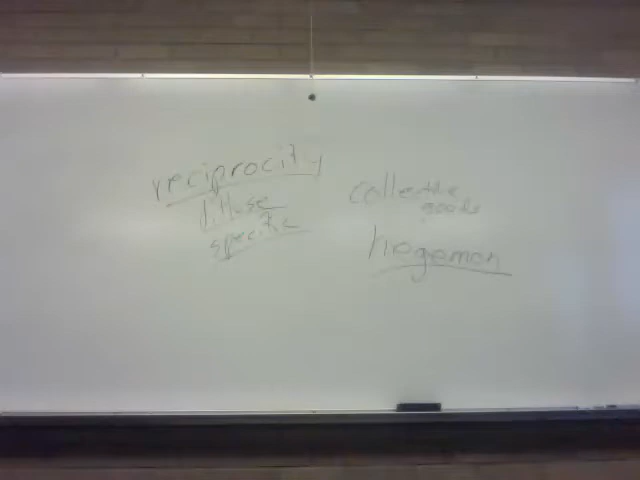 reciprocity
diffuse
specific
collective
goods
hegemon